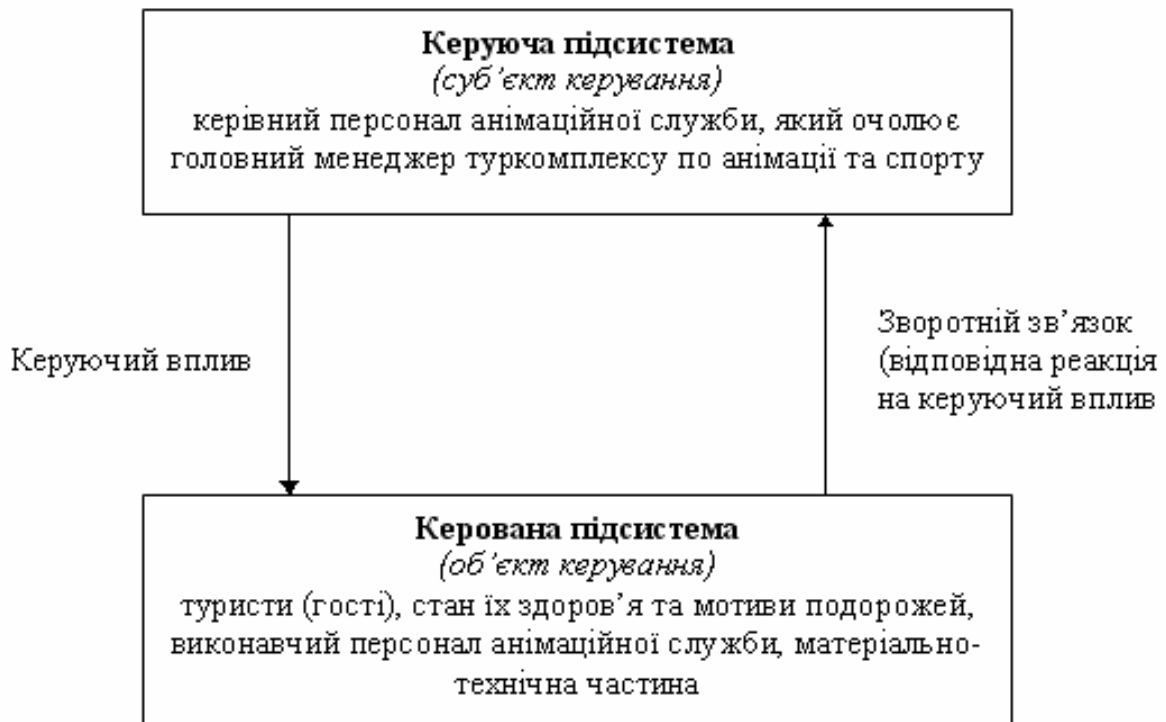 Керуюча підсистема
(суб’єкт керування)
керівний персонал анімаційної служби, який очолює
головний менеджер туркомплексу по анімації та спорту
Керуючий вплив
Зворотній зв’язок
(відповідна реакція
на керуючий вплив
Керована підсистема
(об’єкт керування)
туристи (гості), стан їх здоров’я та мотиви подорожей,
виконавчий персонал анімаційної служби, матеріально-
технічна частина